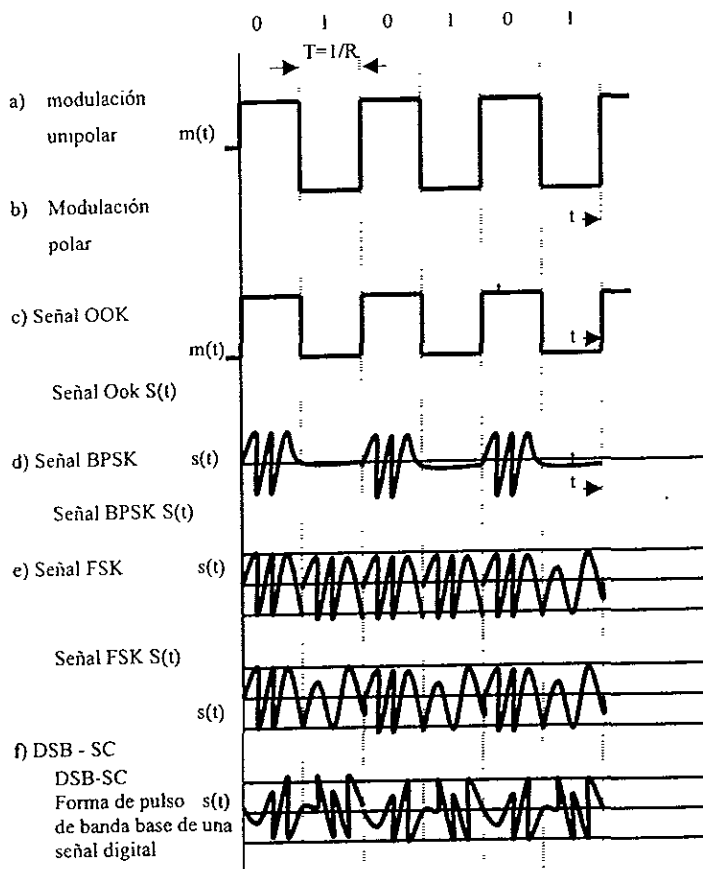 0 1 0 1 0 1
T=1/R
a) modulación
unipolar m(t)
b) Modulación
polar
t
c) Señal OOK
t
m(t)
Señal Ook S(t)
d) Señal BPSK s(t)
t
t
Señal BPSK S(t)
e) Señal FSK s(t)
Señal FSK S(t)
s(t)
f) DSB - SC
DSB-SC
Forma de pulso s(t)
de banda base de una
señal digital